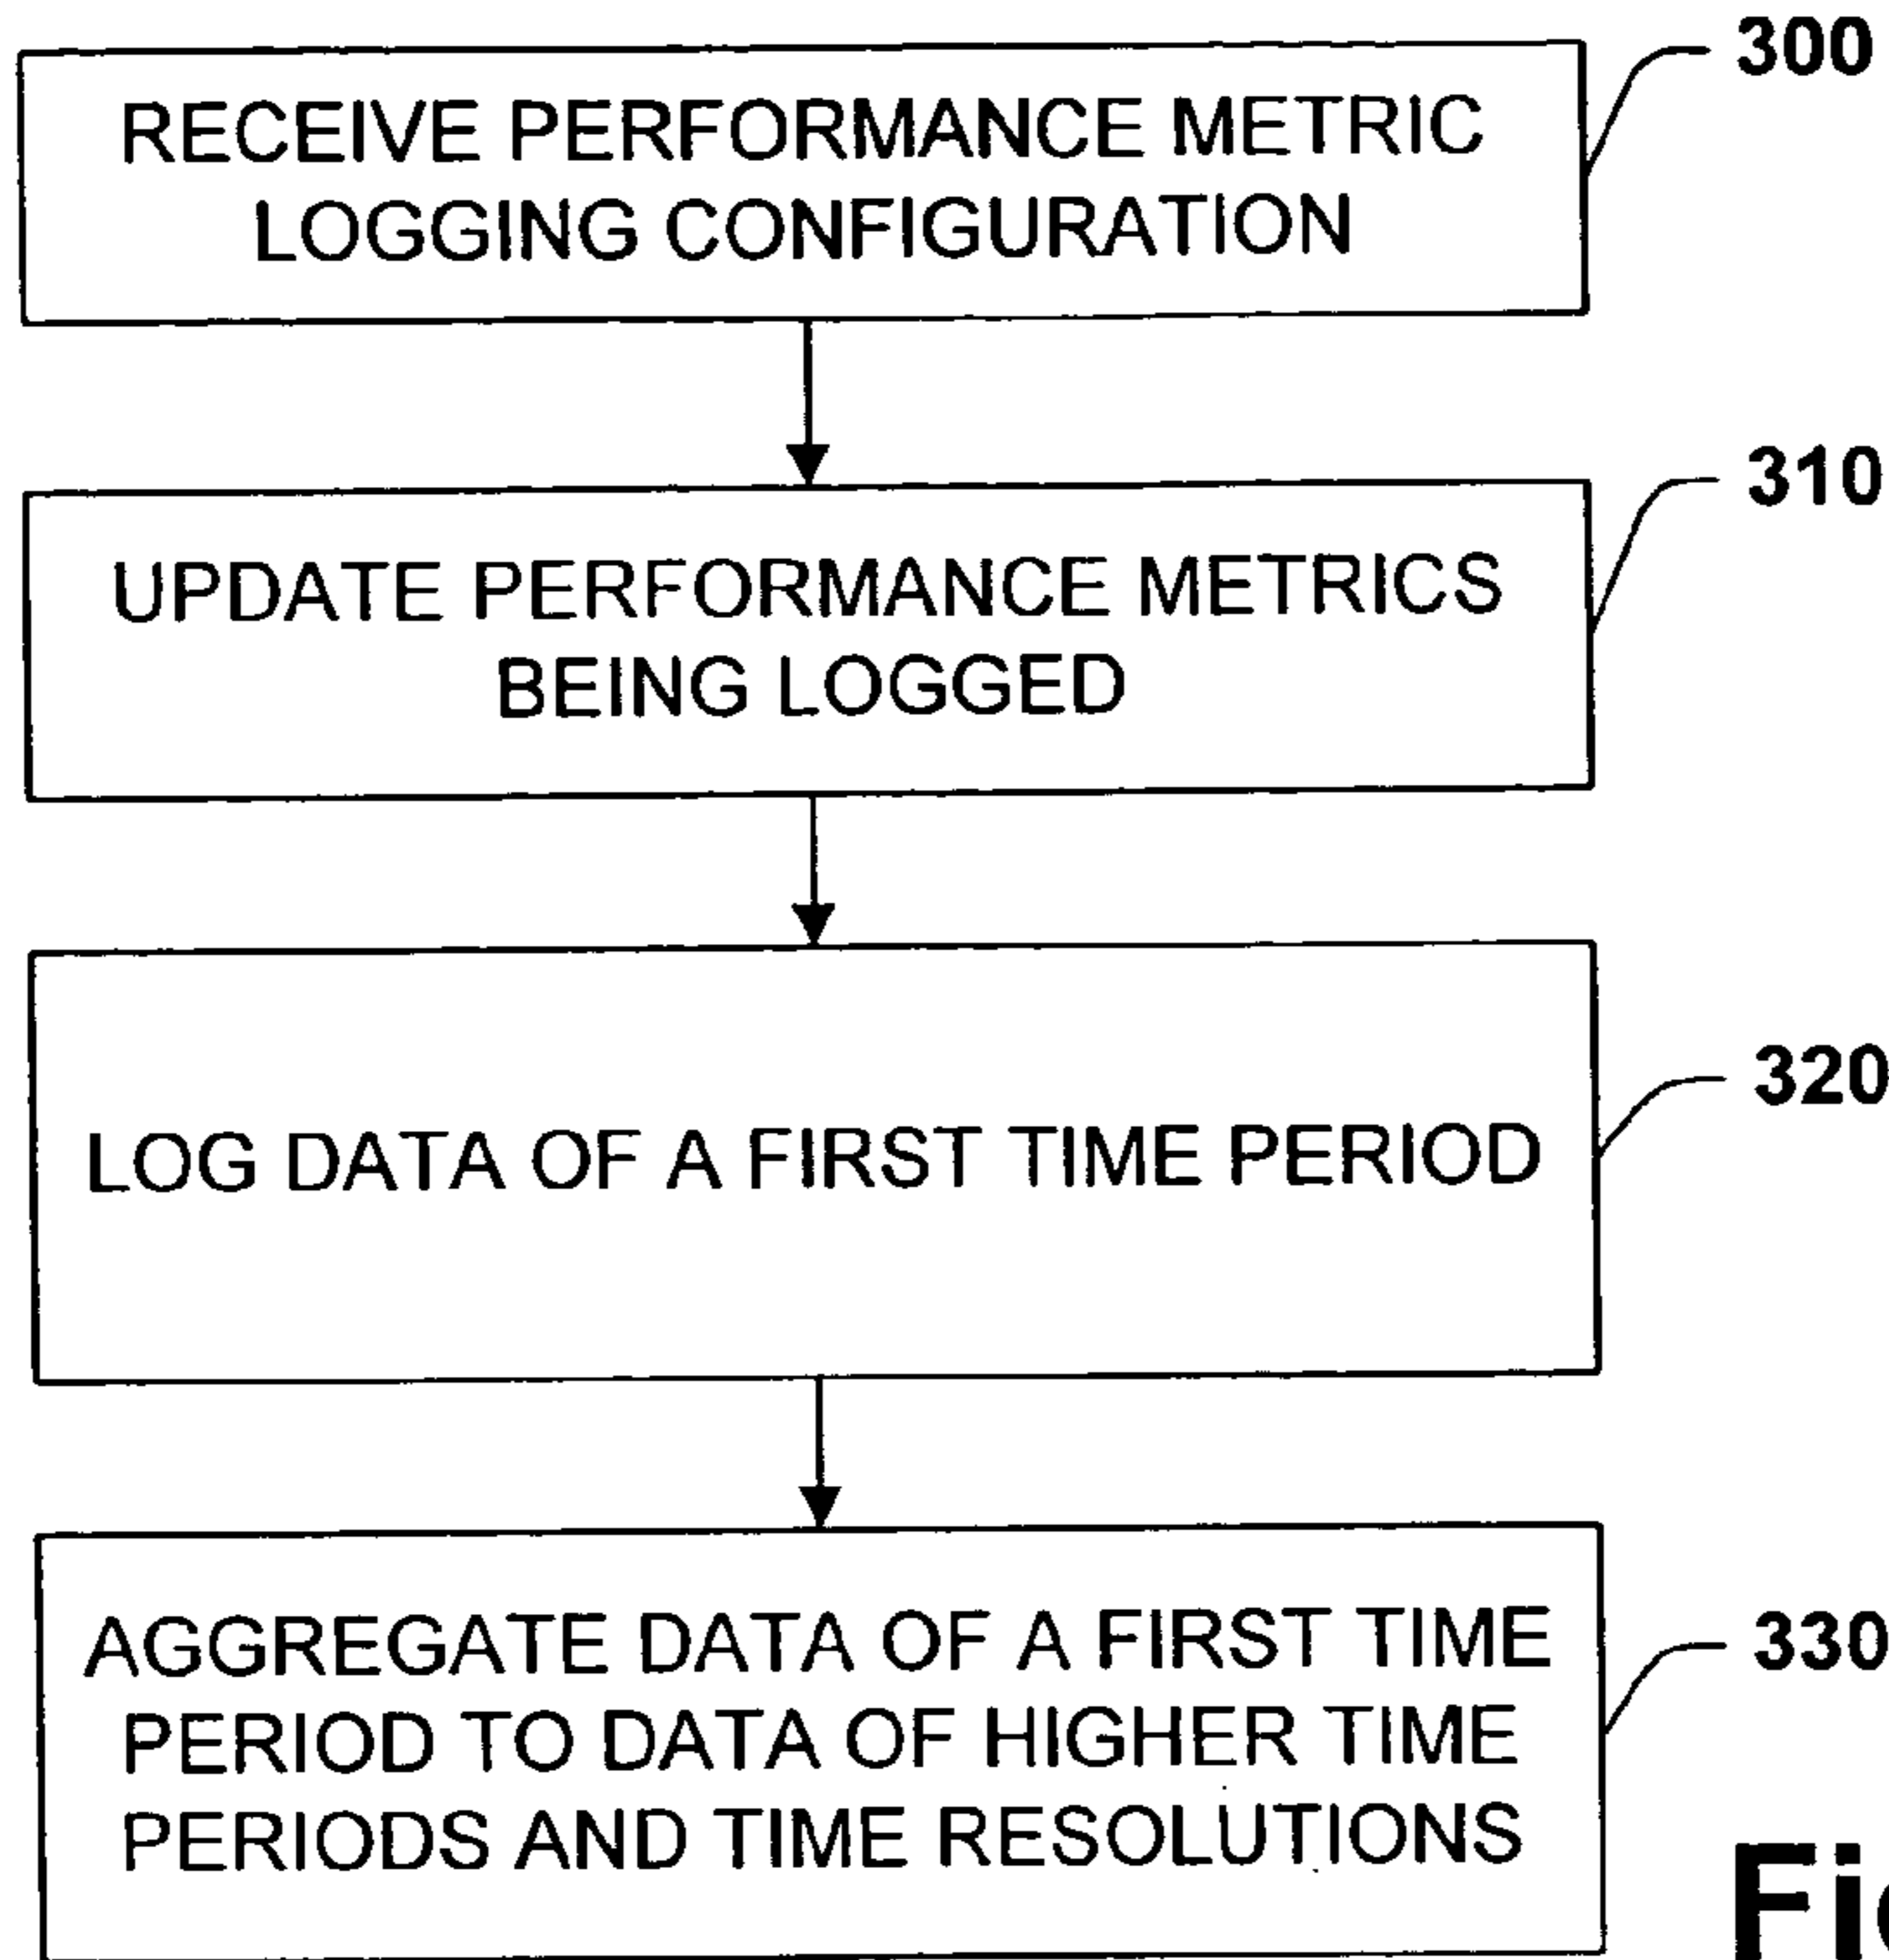 300
RECEIVE PERFORMANCE METRIC
LOGGING CONFIGURATION
310
UPDATE PERFORMANCE METRICS
BEING LOGGED
320
LOG DATA OF A FIRST TIME PERIOD
330
AGGREGATE DATA OF A FIRST TIME
PERIOD TO DATA OF HIGHER TIME
PERIODS AND TIME RESOLUTIONS